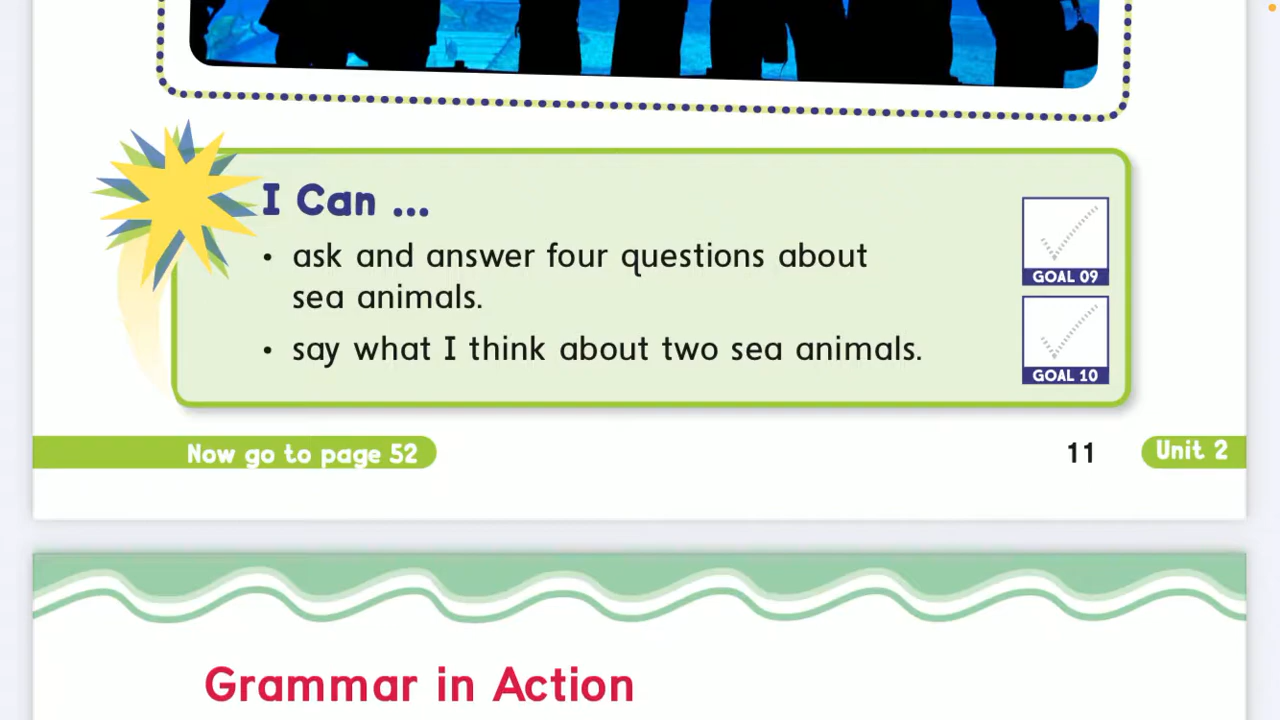 I Can ...
• ask and answer four questions about
sea animals.
GOAL 09
• say what I think about two sea animals.
GOAL 10
Now go to page 52
11
Unit 2
Grammar in Action